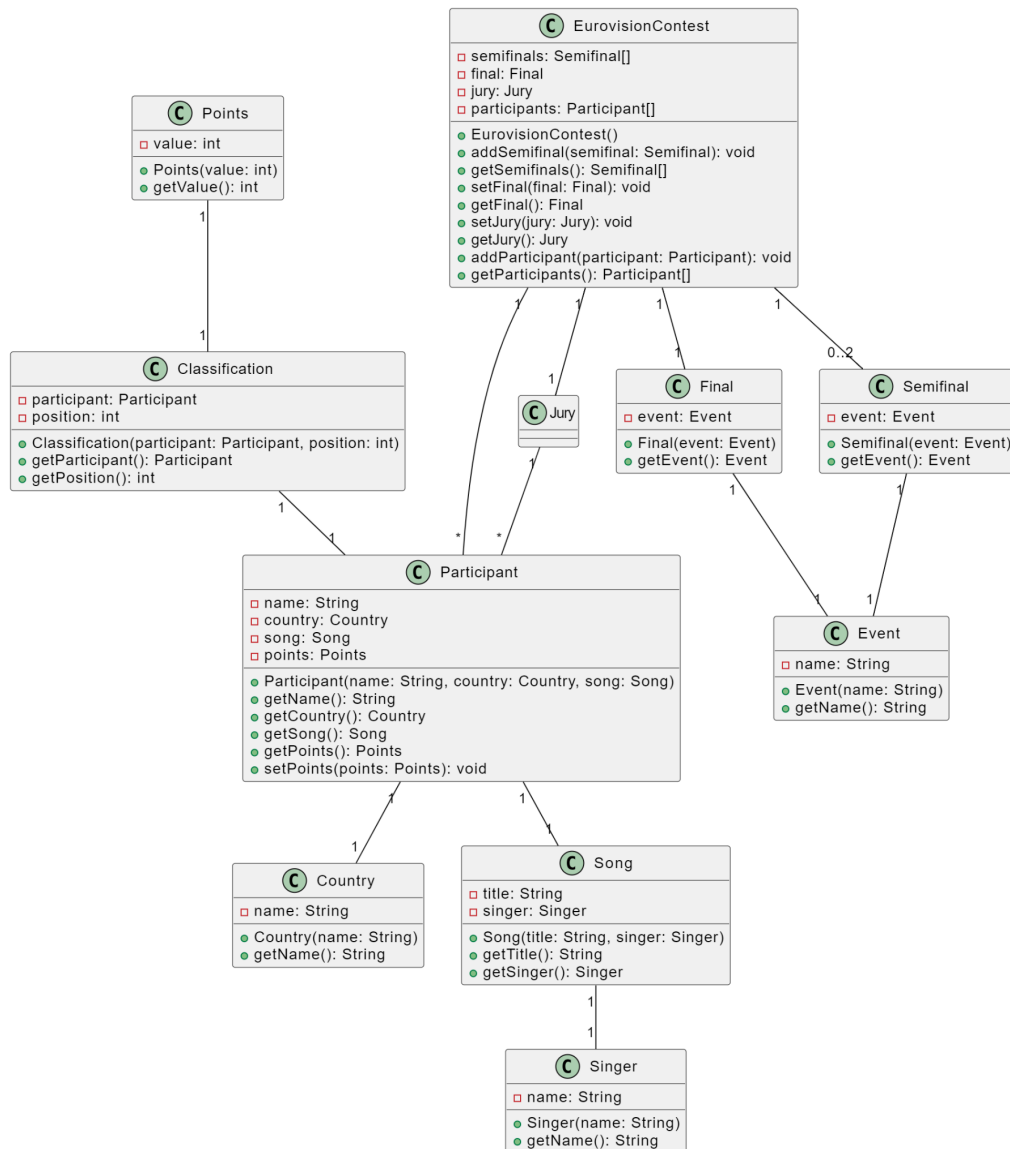 C EurovisionContest
semifinals: Semifinal[]
final: Final
jury: Jury
participants: Participant[]
EurovisionContest()
addSemifinal(semifinal: Semifinal): void
getSemifinals(): Semifinal[]
setFinal(final: Final): void
getFinal(): Final
setJury(jury: Jury): void
getJury(): Jury
addParticipant(participant: Participant): void
getParticipants(): Participant[]
C Points
value: int
Points(value: int)
getValue(): int
1
1
1 1 1 1
1 1 0..2
C Classification
participant: Participant
position: int
Classification(participant: Participant, position: int)
getParticipant(): Participant
getPosition(): int
C Jury
C Final
event: Event
Final(event: Event)
getEvent(): Event
C Semifinal
event: Event
Semifinal(event: Event)
getEvent(): Event
1 1 1 1
1 * * 1 1
C Participant
name: String
country: Country
song: Song
points: Points
Participant(name: String, country: Country, song: Song)
getName(): String
getCountry(): Country
getSong(): Song
getPoints(): Points
setPoints(points: Points): void
C Event
name: String
Event(name: String)
getName(): String
1 1
1 1
C Country
name: String
Country(name: String)
getName(): String
C Song
title: String
singer: Singer
Song(title: String, singer: Singer)
getTitle(): String
getSinger(): Singer
1
1
C Singer
name: String
Singer(name: String)
getName(): String